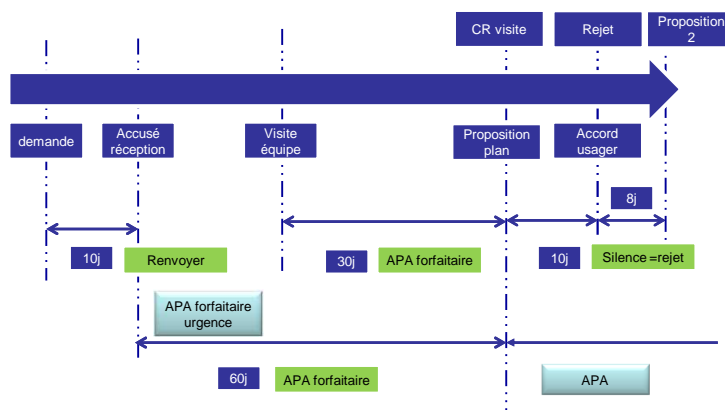 CR visite
Rejet
Proposition
2
demande
Accusé
réception
Visite
équipe
Proposition
plan
Accord
usager
8j
10j
Renvoyer
30j
APA forfaitaire
10j
Silence =rejet
APA forfaitaire
urgence
60j
APA forfaitaire
APA